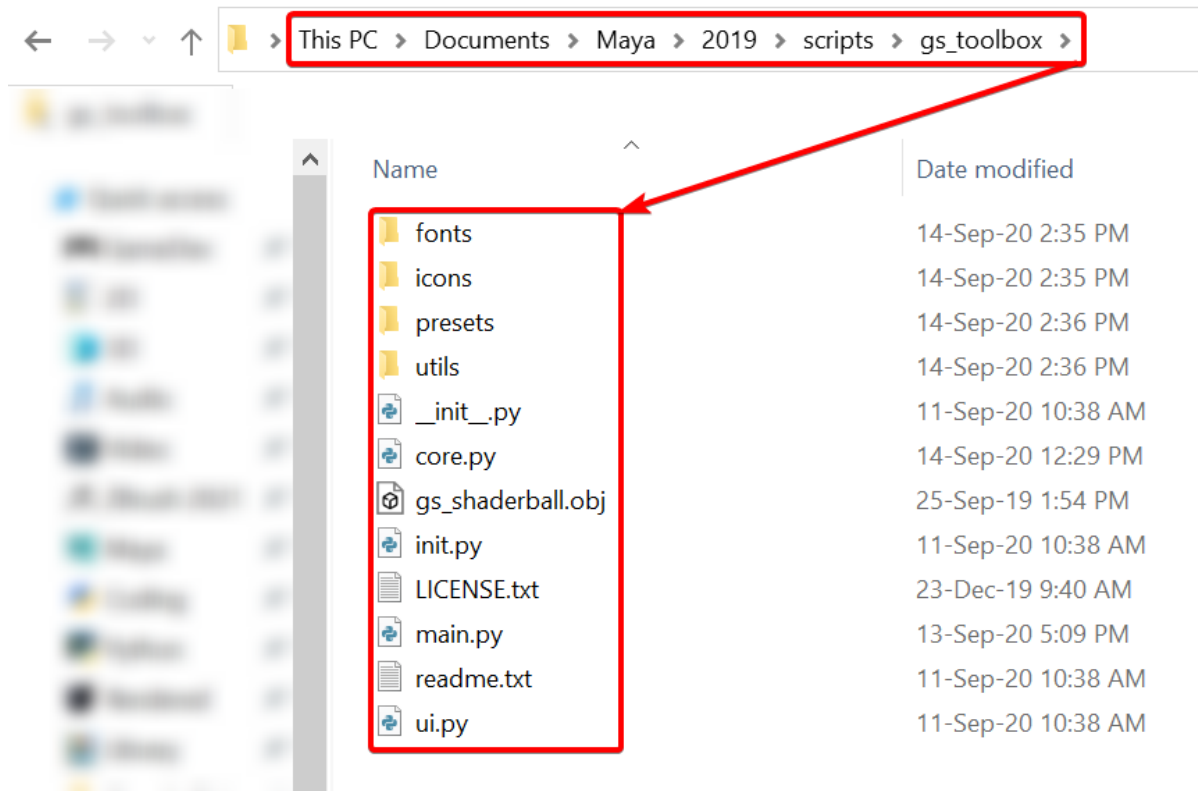 This PC > Documents > Maya > 2019 > scripts > gs_toolbox >
Name Date modified
fonts 14-Sep-20 2:35 PM
icons 14-Sep-20 2:35 PM
presets 14-Sep-20 2:36 PM
utils 14-Sep-20 2:36 PM
__init__.py 11-Sep-20 10:38 AM
core.py 14-Sep-20 12:29 PM
gs_shaderball.obj 25-Sep-19 1:54 PM
init.py 11-Sep-20 10:38 AM
LICENSE.txt 23-Dec-19 9:40 AM
main.py 13-Sep-20 5:09 PM
readme.txt 11-Sep-20 10:38 AM
ui.py 11-Sep-20 10:38 AM